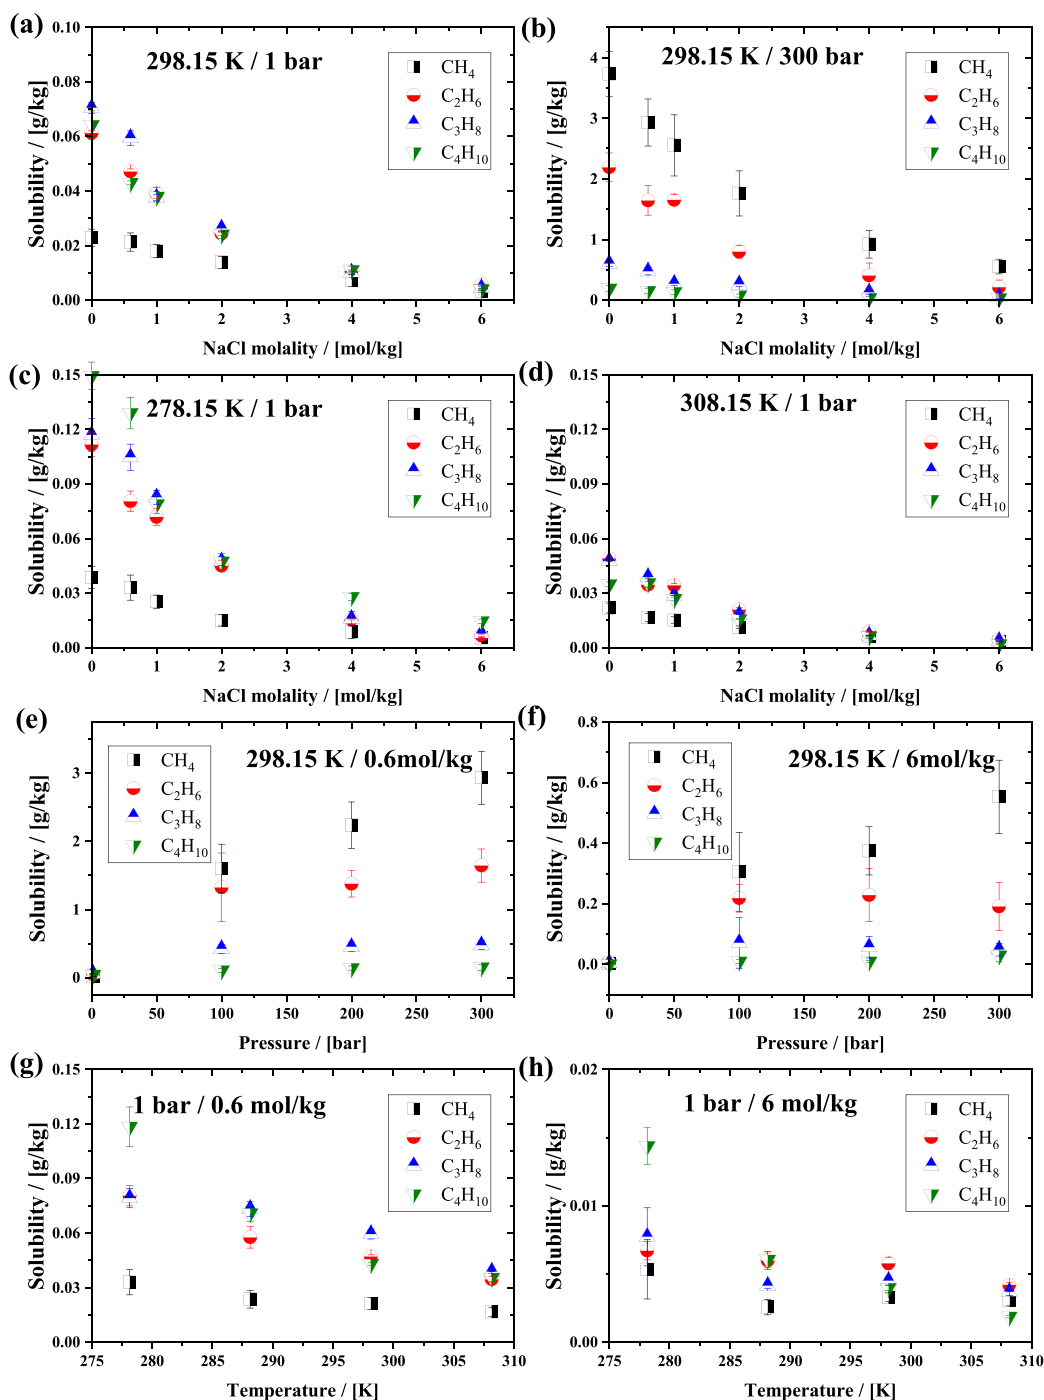 (a)
298.15 K / 1 bar
CH4
C2H6
C3H8
C4H10
Solubility / [g/kg]
0.10
0.08
0.06
0.04
0.02
0.00
0 1 2 3 4 5 6
NaCl molality / [mol/kg]
(b)
298.15 K / 300 bar
CH4
C2H6
C3H8
C4H10
Solubility / [g/kg]
4
3
2
1
0
0 1 2 3 4 5 6
NaCl molality / [mol/kg]
(c)
278.15 K / 1 bar
CH4
C2H6
C3H8
C4H10
Solubility / [g/kg]
0.15
0.12
0.09
0.06
0.03
0.00
0 1 2 3 4 5 6
NaCl molality / [mol/kg]
(d)
308.15 K / 1 bar
CH4
C2H6
C3H8
C4H10
Solubility / [g/kg]
0.15
0.12
0.09
0.06
0.03
0.00
0 1 2 3 4 5 6
NaCl molality / [mol/kg]
(e)
298.15 K / 0.6mol/kg
CH4
C2H6
C3H8
C4H10
Solubility / [g/kg]
3
2
1
0
0 50 100 150 200 250 300
Pressure / [bar]
(f)
298.15 K / 6mol/kg
CH4
C2H6
C3H8
C4H10
Solubility / [g/kg]
0.8
0.6
0.4
0.2
0.0
0 50 100 150 200 250 300
Pressure / [bar]
(g)
1 bar / 0.6 mol/kg
CH4
C2H6
C3H8
C4H10
Solubility / [g/kg]
0.15
0.12
0.09
0.06
0.03
0.00
275 280 285 290 295 300 305 310
Temperature / [K]
(h)
1 bar / 6 mol/kg
CH4
C2H6
C3H8
C4H10
Solubility / [g/kg]
0.02
0.01
0.00
275 280 285 290 295 300 305 310
Temperature / [K]